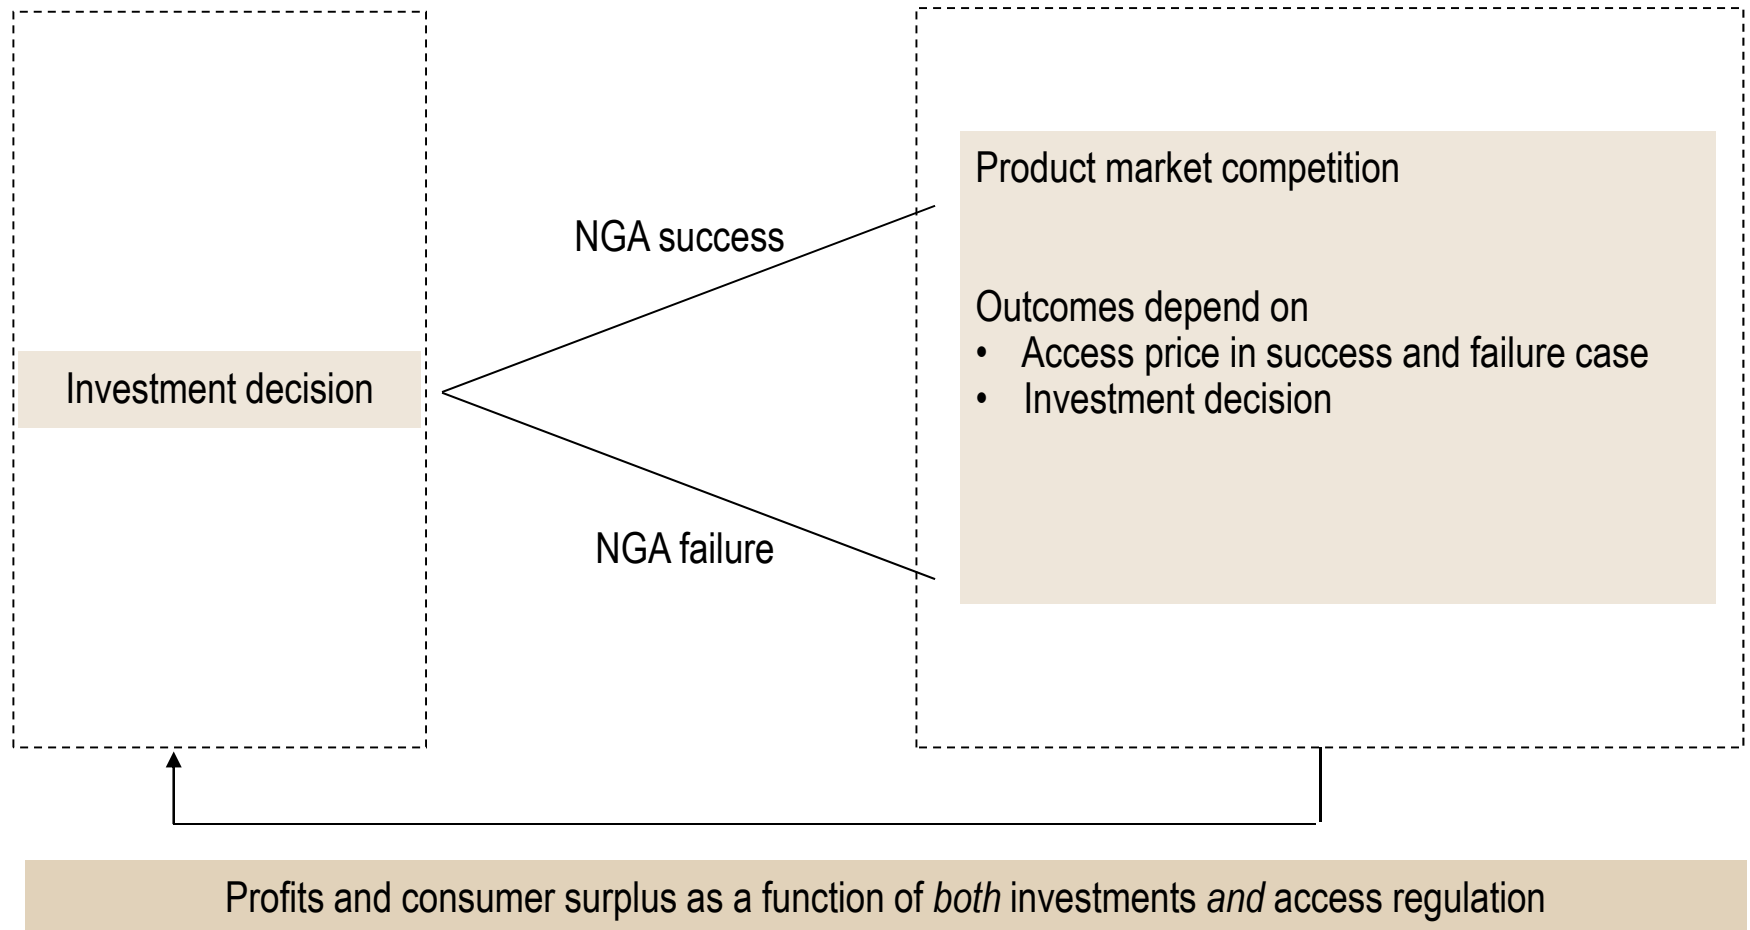 Product market competition
NGA success
Outcomes depend on
• Access price in success and failure case
Investment decision
• Investment decision
NGA failure
Profits and consumer surplus as a function of both investments and access regulation